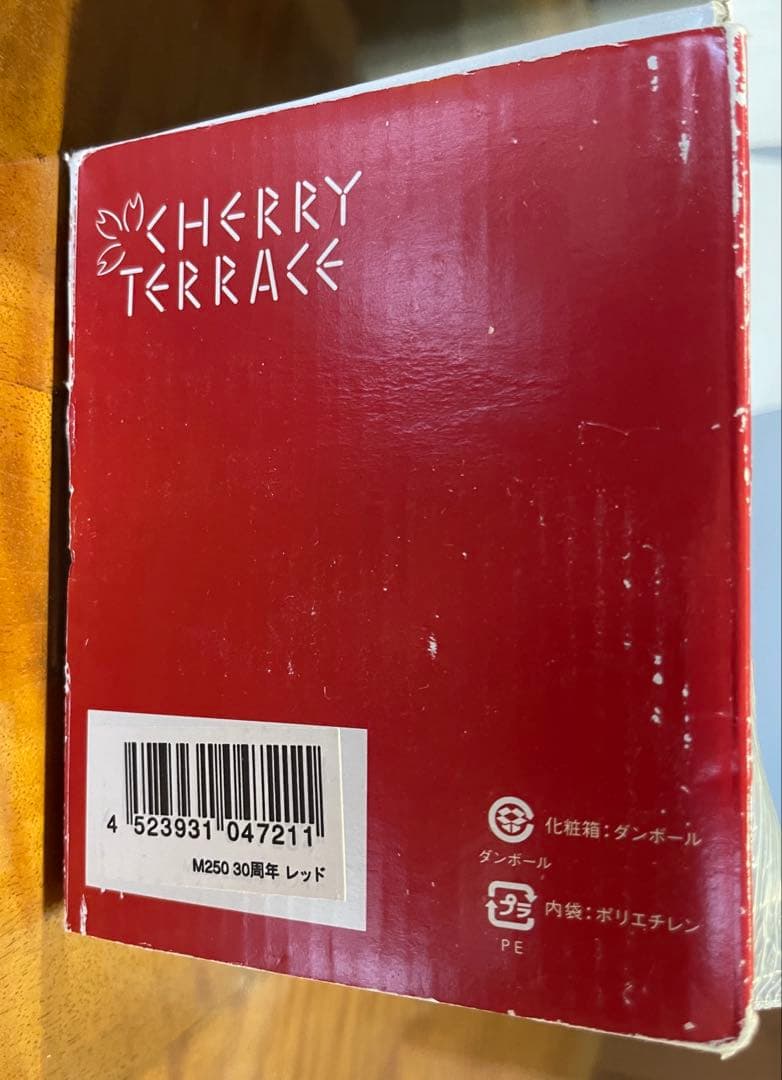 CHERRY
TERRACE
4 523931 047211
M250 30周年 レッド
化粧箱：ダンボール
ダンボール
プラ
内袋：ポリエチレン
PE